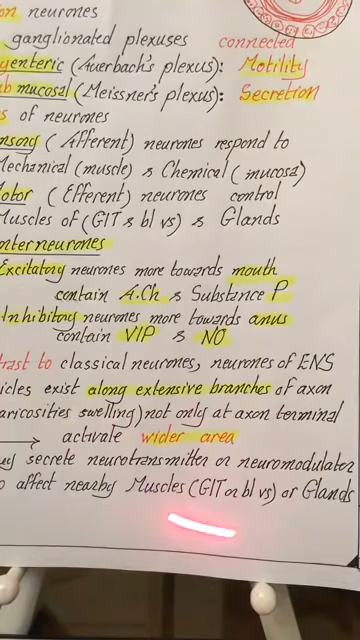 on neurones
ganglionated plexuses connected
yenteric (Auerbach's plexus): Motility
ub mucosal (Meissner's plexus): Secretion
s of neurones
nsory (Afferent) neurones respond to
Mechanical (muscle) & Chemical (mucosa)
otor (Efferent) neurones control
Muscles of (GIT & bl vs) & Glands
nterneurones
Excitatory neurones more towards mouth
contain A.Ch & Substance P
Inhibitory neurones more towards anus
contain VIP & NO
trast to classical neurones, neurones of ENS
icles exist along extensive branches of axon
aricosities swelling) not only at axon terminal
→ activate wider area
ey secrete neurotransmitter or neuromodulator
o affect nearby Muscles (GIT or bl vs) or Glands